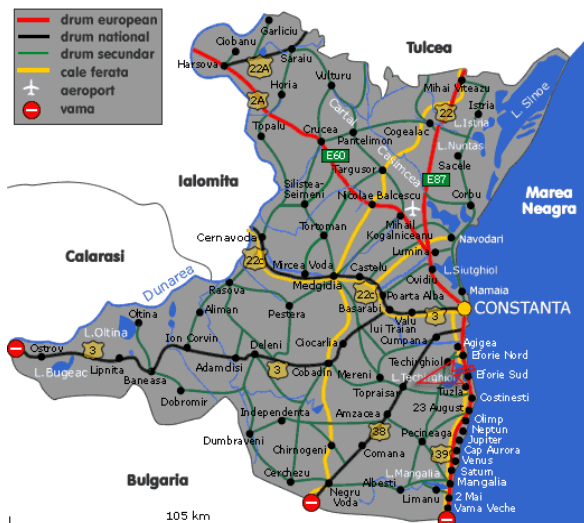 drum european
drum national
drum secundar
cale ferata
aeroport
vama
Garliciu
Ciobanu
Harsova
Saraiu
22A
Tulcea
Vulturu
Horia
2A
Mihai
Viteazu
22
Istria
L.Istria
L. Sinoe
Topalu
Cartal
Crucea
Pantelimon
Cogealac
L.Nuntas
E60
Casimcea
Sacele
Targusor
E87
Ialomita
Silistea-
Seimeni
Nicolae Balcescu
Corbu
Marea
Neagra
Mihail
Kogalniceanu
Tortoman
Cernavoda
Navodari
Lumina
Calarasi
22c
Mircea Voda
Castelu
Medgidia
Ovidiu
L.Siutghiol
Dunarea
Rasova
22c
Poarta Alba
Mamaia
Basarabi
CONSTANTA
Oltina
Aliman
Pestera
Valu
lui Traian
3
L.Oltina
Cumpana
Ion Corvin
Deleni
Ciocarlia
Agigea
Eforie Nord
Ostrov
3
Techirghiol
L.Bugeac
Lipnita
Baneasa
Adamdisi
3
Cobadin
Mereni
L.Techirghiol
Eforie Sud
Topraisar
Tuzla
Costinesti
Dobromir
Independenta
Amzacea
23 August
Olimp
Neptun
Dumbraveni
38
Pecineaga
Jupiter
Chirnogeni
Comana
39
Cap Aurora
Venus
Bulgaria
Cerchezu
L.Mangalia
Saturn
Negru
Voda
Albesti
Limanu
Mangalia
2 Mai
Vama Veche
105 km